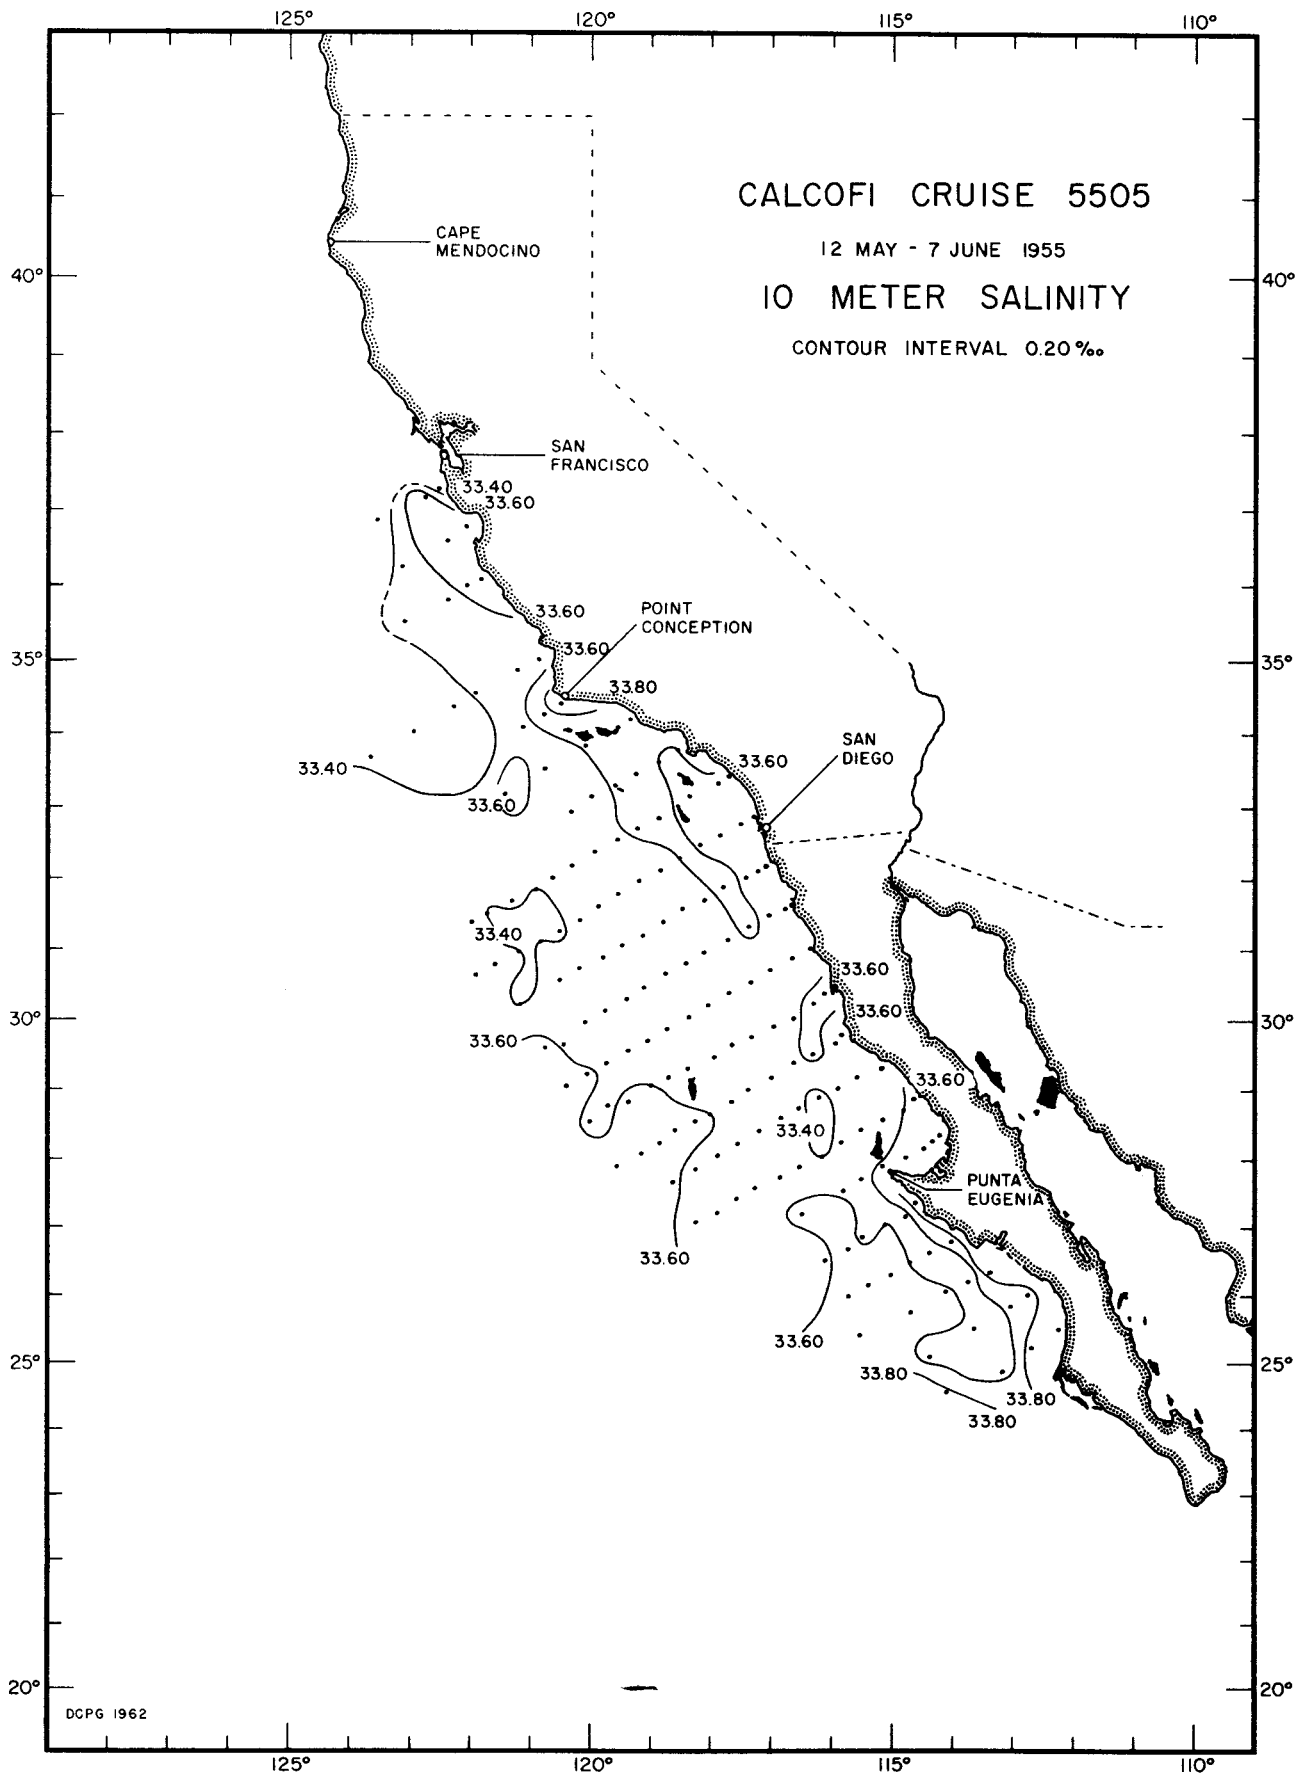 125° 120° 115° 110°
CALCOFI CRUISE 5505
12 MAY - 7 JUNE 1955
10 METER SALINITY
CONTOUR INTERVAL 0.20 ‰
CAPE
MENDOCINO
40° 40°
SAN
FRANCISCO
33.40
33.60
33.60
POINT
CONCEPTION
33.60
35° 35°
33.80
SAN
DIEGO
33.60
33.40
33.60
33.40
33.60
33.60
30° 30°
33.60
33.60
33.40
PUNTA
EUGENIA
33.60
33.60
25° 25°
33.80
33.80
33.80
20° 20°
DCPG 1962
125° 120° 115° 110°